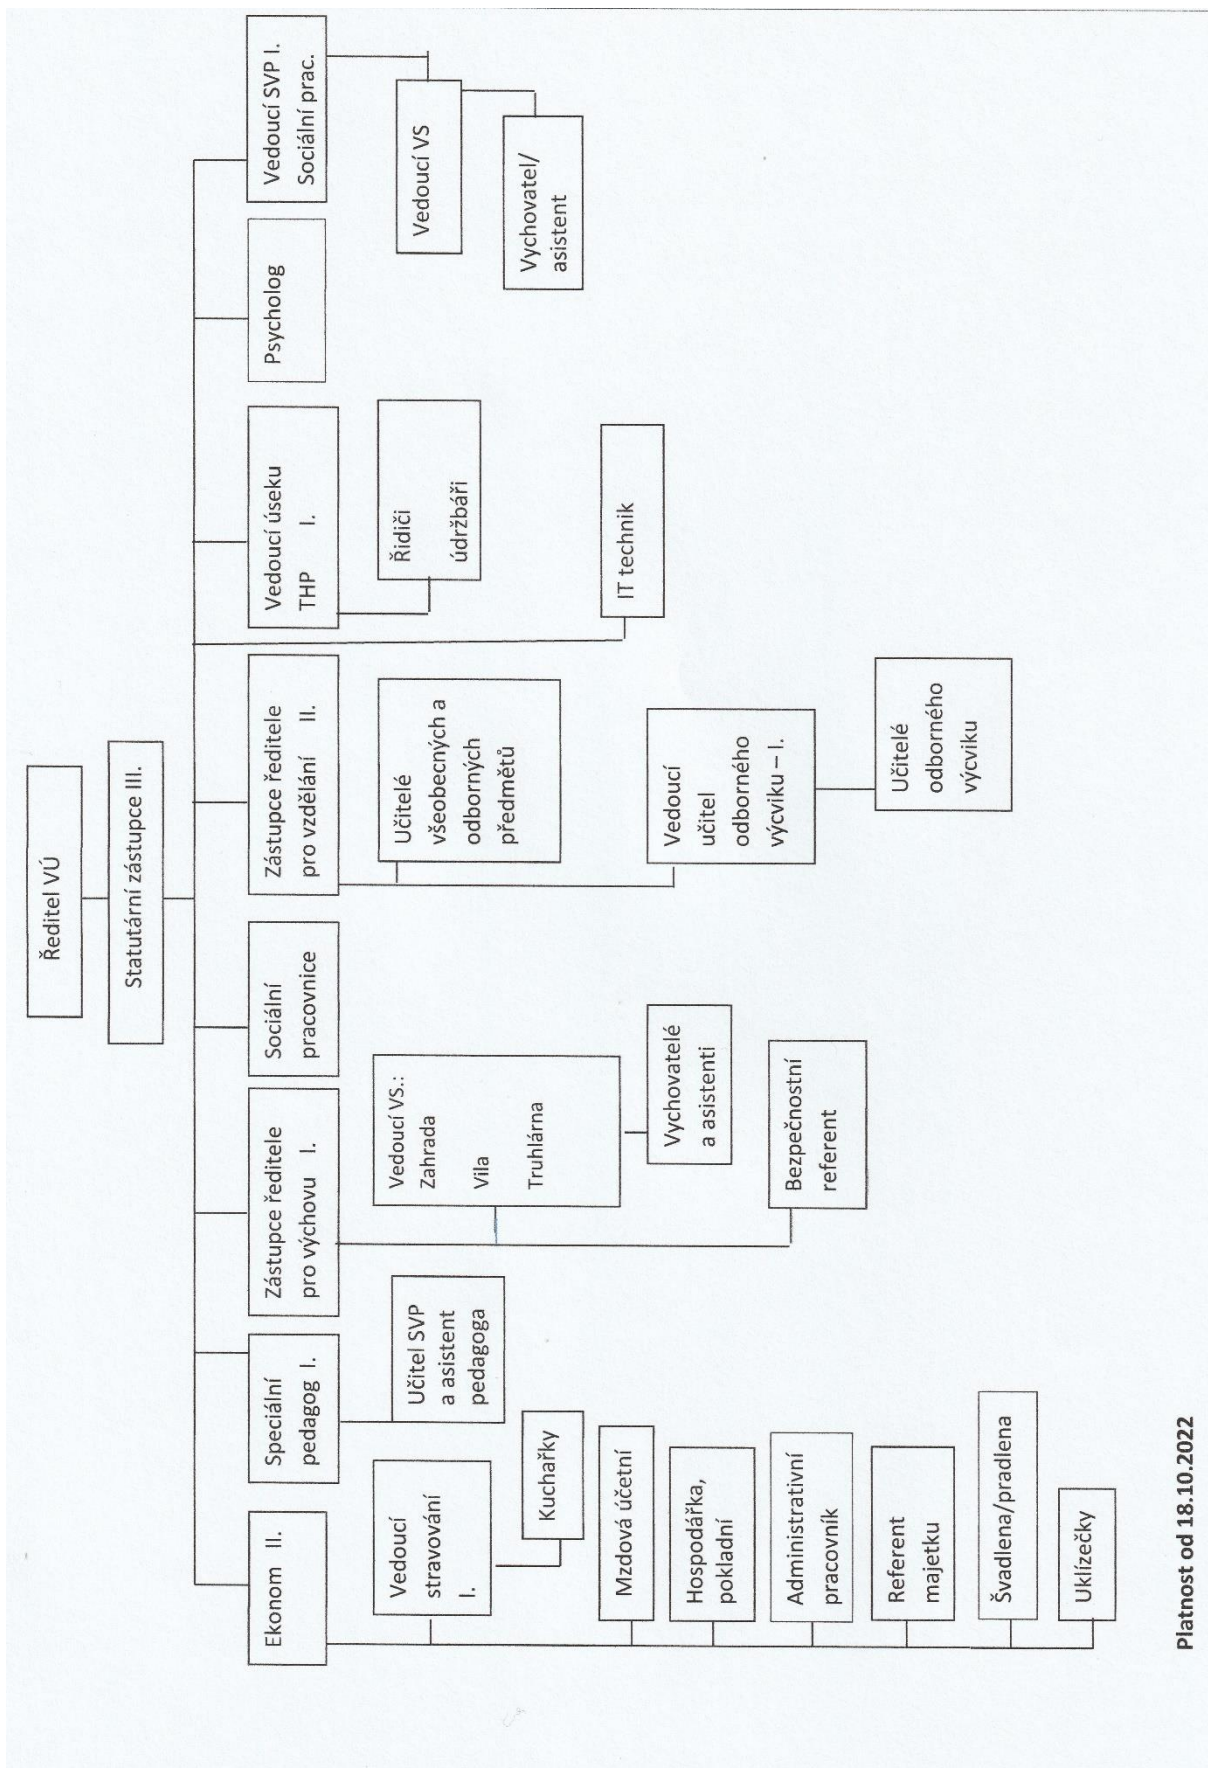 Ředitel VÚ
Statutární zástupce III.
Ekonom II.
Speciální
pedagog I.
Zástupce ředitele
pro výchovu I.
Sociální
pracovnice
Zástupce ředitele
pro vzdělání II.
Vedoucí úseku
THP I.
Psycholog
Vedoucí SVP I.
Sociální prac.
Vedoucí
stravování
I.
Kuchařky
Mzdová účetní
Hospodářka,
pokladní
Administrativní
pracovník
Referent
majetku
Švadlena/pradlena
Uklízečky
Učitel SVP
a asistent
pedagoga
Vedoucí VS.:
Zahrada
Vila
Truhlárna
Vychovatelé
a asistenti
Bezpečnostní
referent
Učitelé
všeobecných a
odborných
předmětů
Vedoucí
učitel
odborného
výcviku – I.
Učitelé
odborného
výcviku
Řidiči
údržbáři
IT technik
Vedoucí VS
Vychovatel/
asistent
Platnost od 18.10.2022